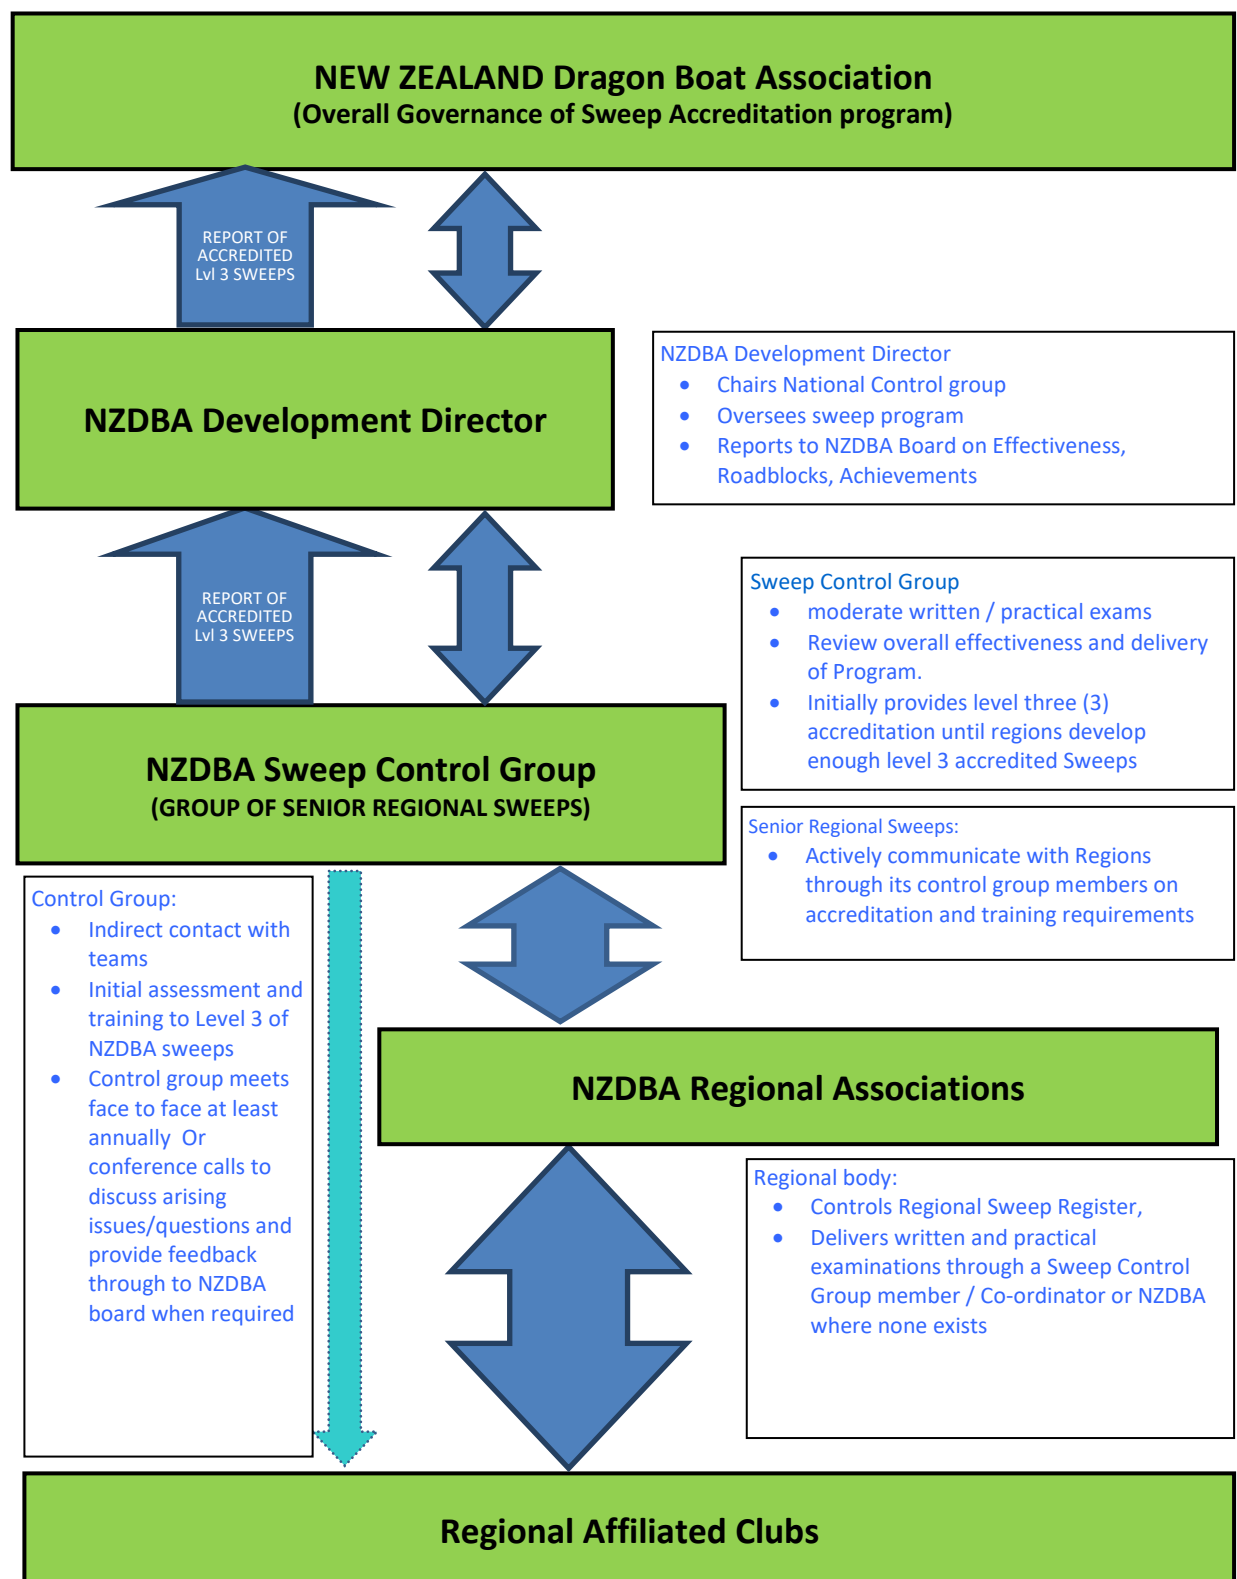 NEW ZEALAND Dragon Boat Association
(Overall Governance of Sweep Accreditation program)
REPORT OF
ACCREDITED
Lvl 3 SWEEPS
NZDBA Development Director
NZDBA Development Director
• Chairs National Control group
• Oversees sweep program
• Reports to NZDBA Board on Effectiveness,
Roadblocks, Achievements
REPORT OF
ACCREDITED
Lvl 3 SWEEPS
Sweep Control Group
• moderate written / practical exams
• Review overall effectiveness and delivery
of Program.
• Initially provides level three (3)
accreditation until regions develop
enough level 3 accredited Sweeps
NZDBA Sweep Control Group
(GROUP OF SENIOR REGIONAL SWEEPS)
Senior Regional Sweeps:
• Actively communicate with Regions
through its control group members on
accreditation and training requirements
Control Group:
• Indirect contact with
teams
• Initial assessment and
training to Level 3 of
NZDBA sweeps
• Control group meets
face to face at least
annually  Or
conference calls to
discuss arising
issues/questions and
provide feedback
through to NZDBA
board when required
NZDBA Regional Associations
Regional body:
• Controls Regional Sweep Register,
• Delivers written and practical
examinations through a Sweep Control
Group member / Co-ordinator or NZDBA
where none exists
Regional Affiliated Clubs